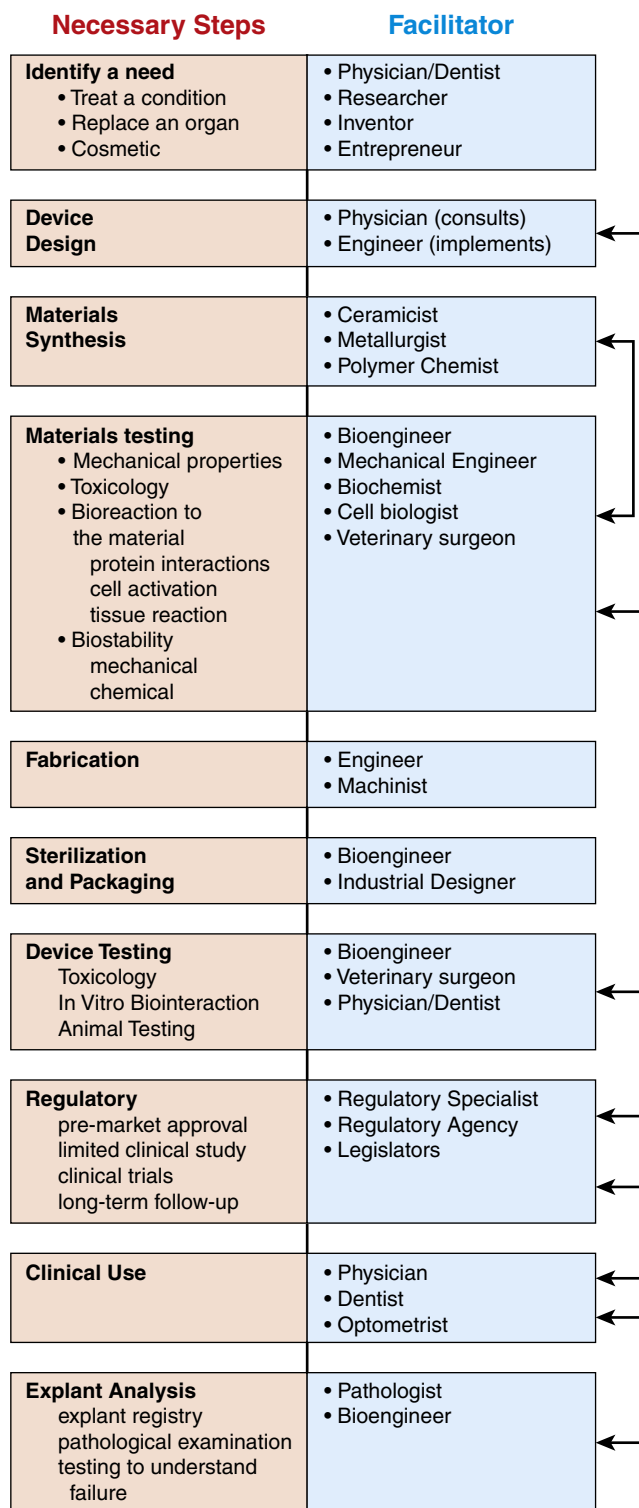 Necessary Steps
Facilitator
Identify a need
• Treat a condition
• Replace an organ
• Cosmetic
• Physician/Dentist
• Researcher
• Inventor
• Entrepreneur
Device
Design
• Physician (consults)
• Engineer (implements)
Materials
Synthesis
• Ceramicist
• Metallurgist
• Polymer Chemist
Materials testing
• Mechanical properties
• Toxicology
• Bioreaction to
the material
protein interactions
cell activation
tissue reaction
• Biostability
mechanical
chemical
• Bioengineer
• Mechanical Engineer
• Biochemist
• Cell biologist
• Veterinary surgeon
Fabrication
• Engineer
• Machinist
Sterilization
and Packaging
• Bioengineer
• Industrial Designer
Device Testing
Toxicology
In Vitro Biointeraction
Animal Testing
• Bioengineer
• Veterinary surgeon
• Physician/Dentist
Regulatory
pre-market approval
limited clinical study
clinical trials
long-term follow-up
• Regulatory Specialist
• Regulatory Agency
• Legislators
Clinical Use
• Physician
• Dentist
• Optometrist
Explant Analysis
explant registry
pathological examination
testing to understand
failure
• Pathologist
• Bioengineer